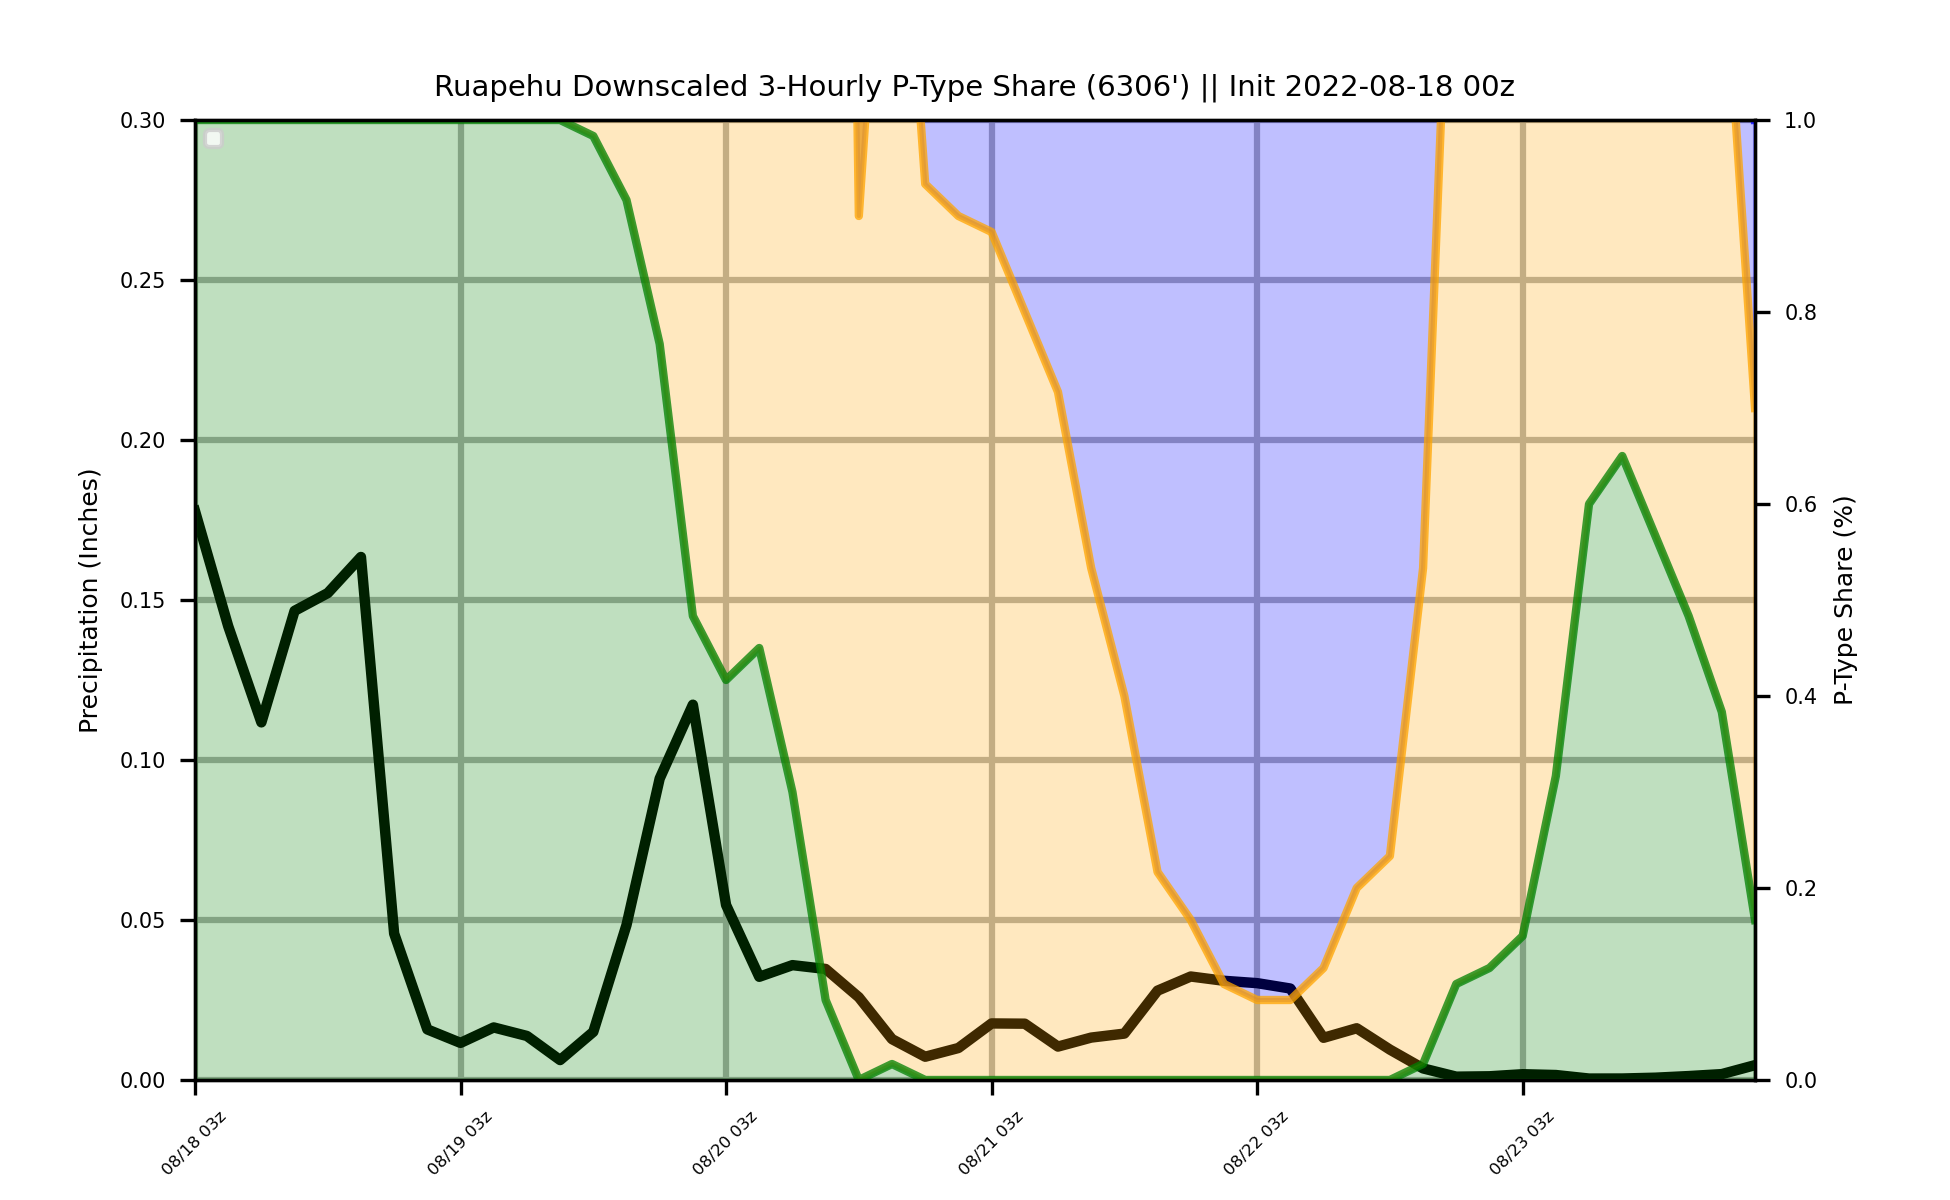 Ruapehu Downscaled 3-Hourly P-Type Share (6306') || Init 2022-08-18 00z
0.30
0.25
0.20
0.15
0.10
0.05
0.00
Precipitation (Inches)
1.0
0.8
0.6
0.4
0.2
0.0
P-Type Share (%)
08/18 03z
08/19 03z
08/20 03z
08/21 03z
08/22 03z
08/23 03z